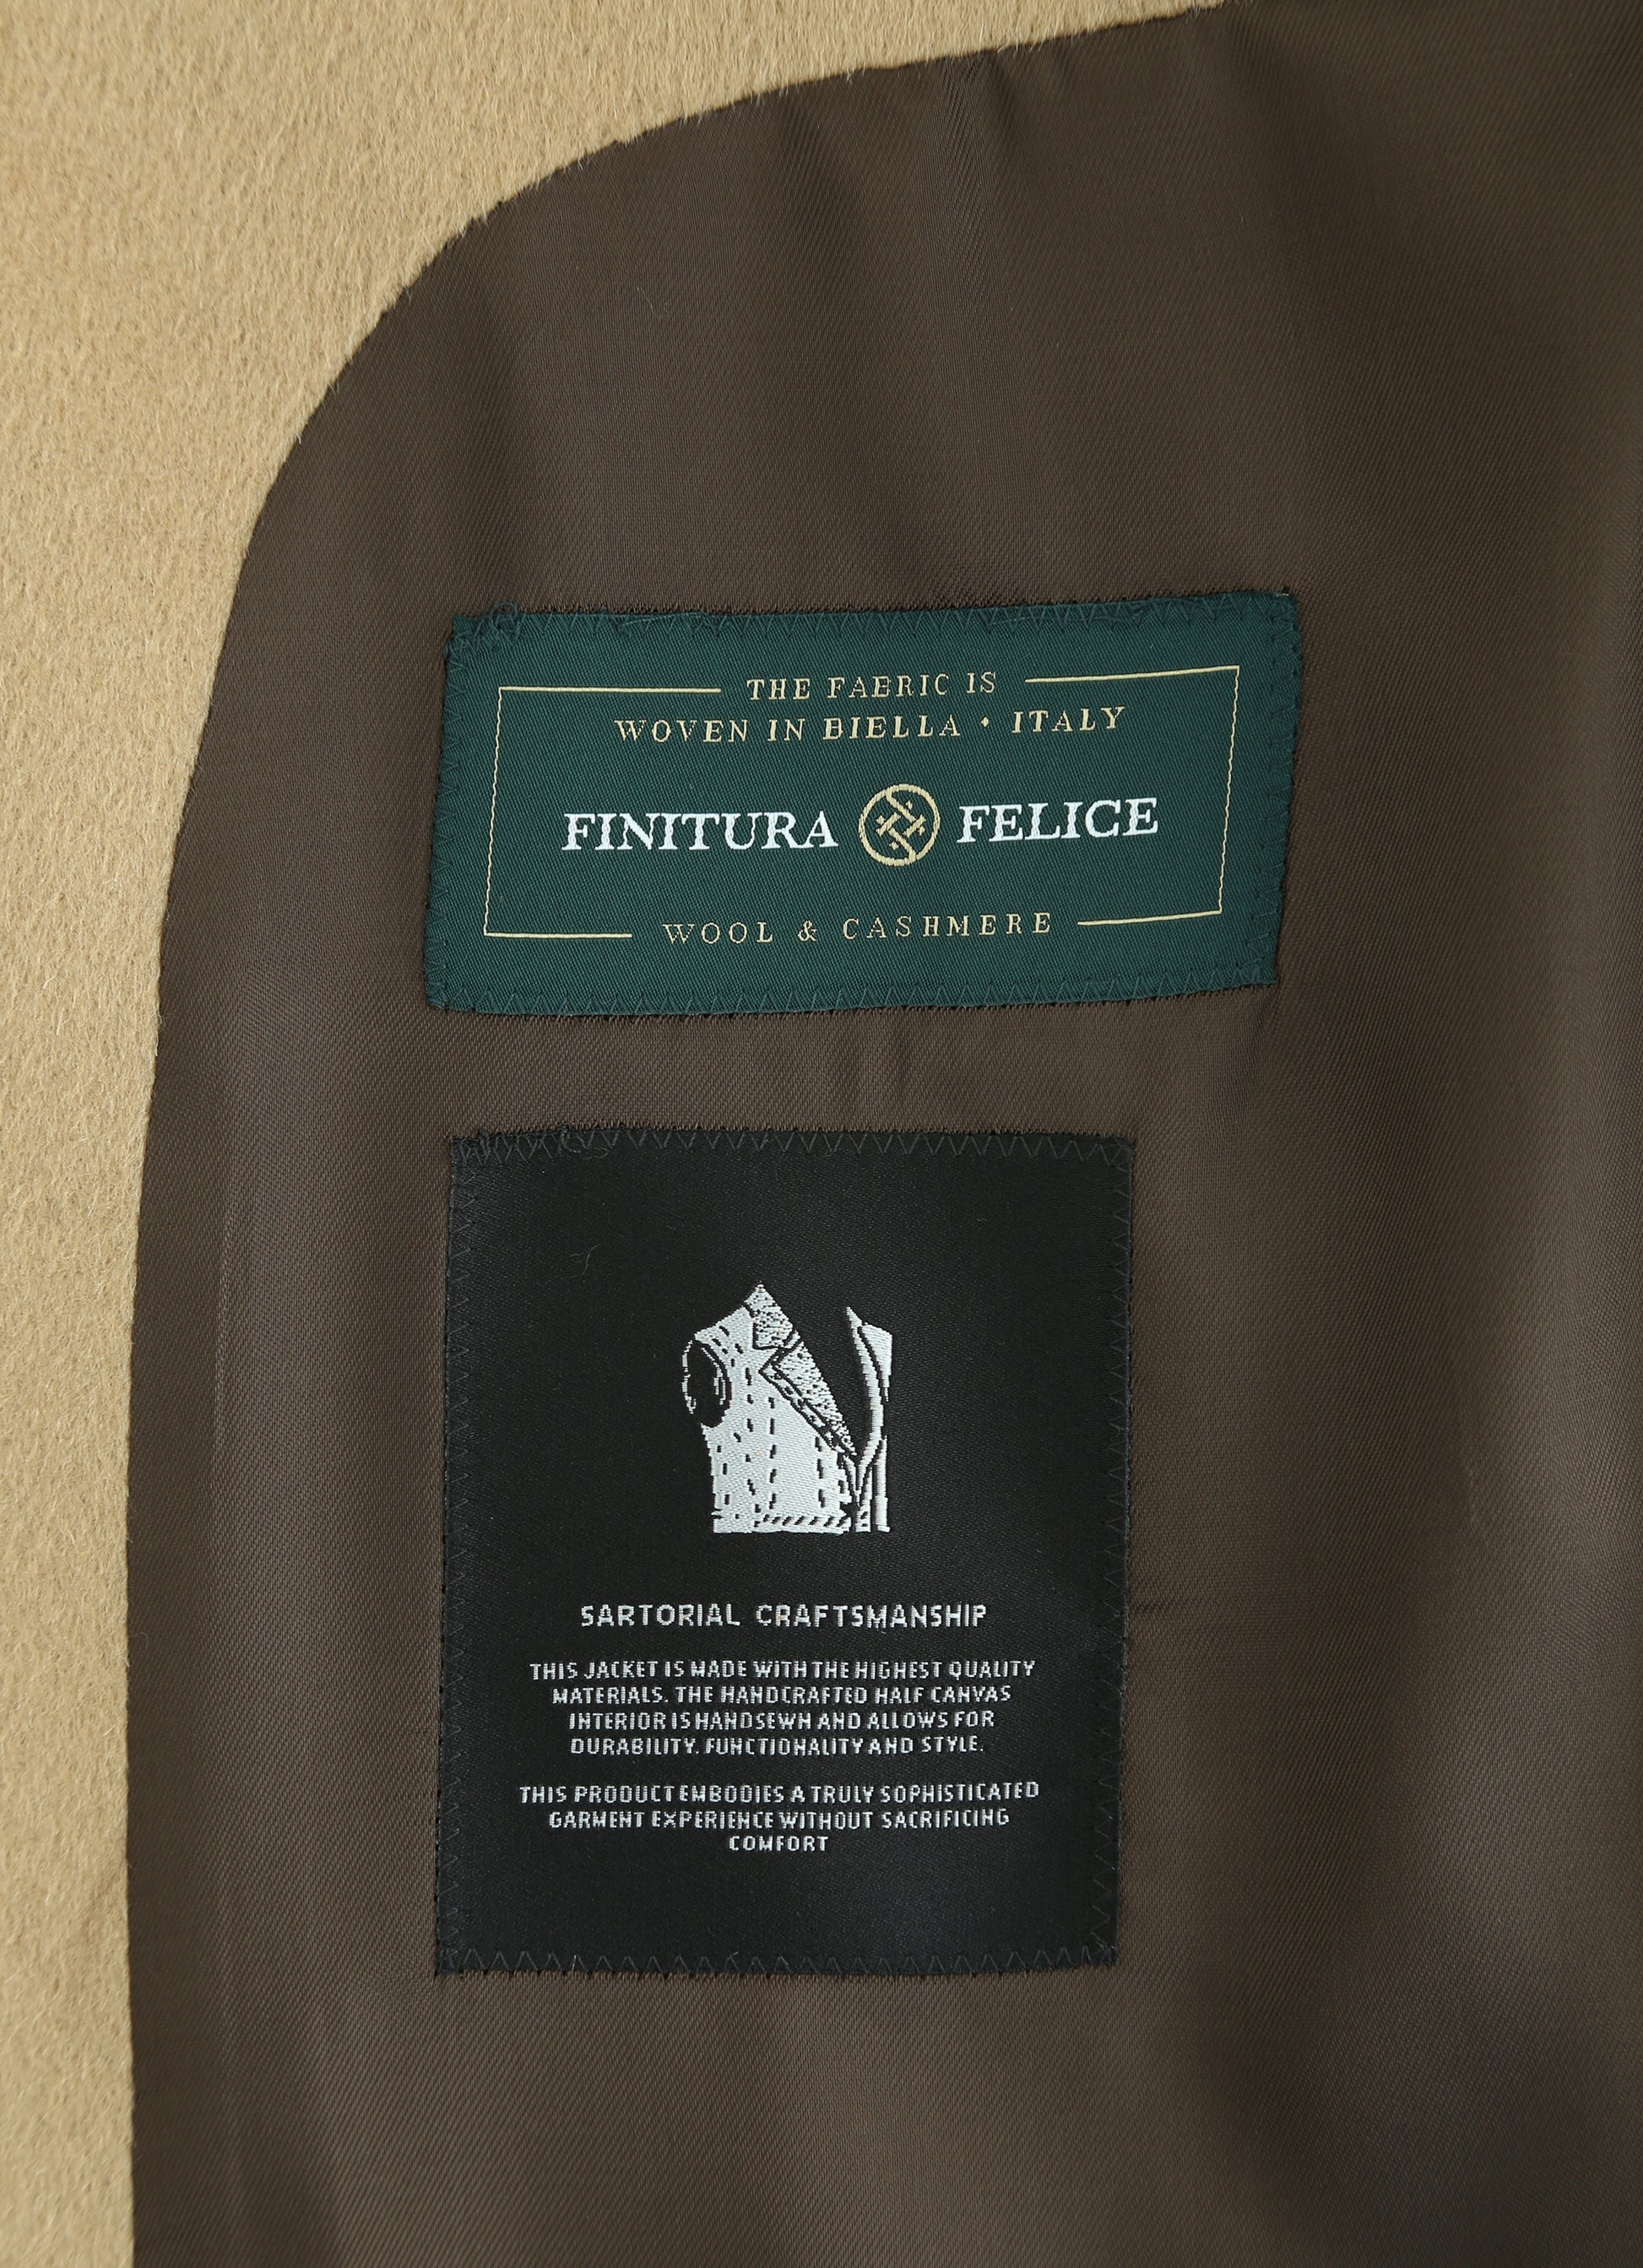 THE FABRIC IS
WOVEN IN BIELLA • ITALY
FINITURA FELICE
WOOL & CASHMERE
SARTORIAL CRAFTSMANSHIP
THIS JACKET IS MADE WITH THE HIGHEST QUALITY
MATERIALS. THE HANDCRAFTED HALF CANVAS
INTERIOR IS HANDSEWN AND ALLOWS FOR
DURABILITY. FUNCTIONALITY AND STYLE.
THIS PRODUCT EMBODIES A TRULY SOPHISTICATED
GARMENT EXPERIENCE WITHOUT SACRIFICING
COMFORT